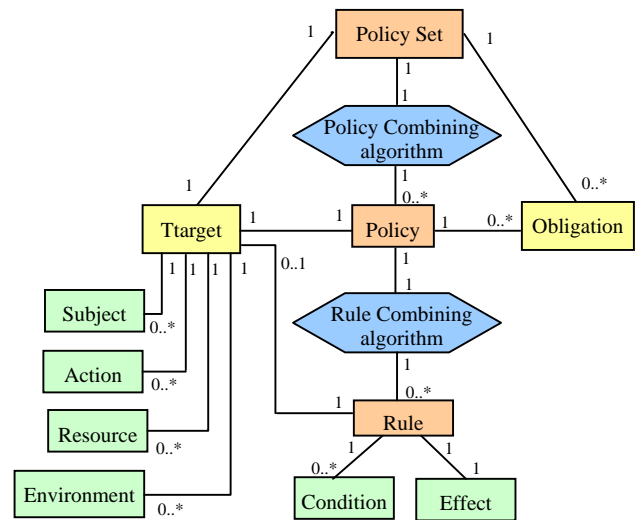 Policy Set
1
1
1
1
1
Policy Combining
algorithm
1
1
0..*
0..*
Ttarget
1
1
Policy
1
0..*
Obligation
1
1
1
1
0..1
1
1
Subject
0..*
Rule Combining
algorithm
Action
0..*
1
0..*
Resource
0..*
1
Rule
1
1
Environment
0..*
0..*
1
Condition
Effect